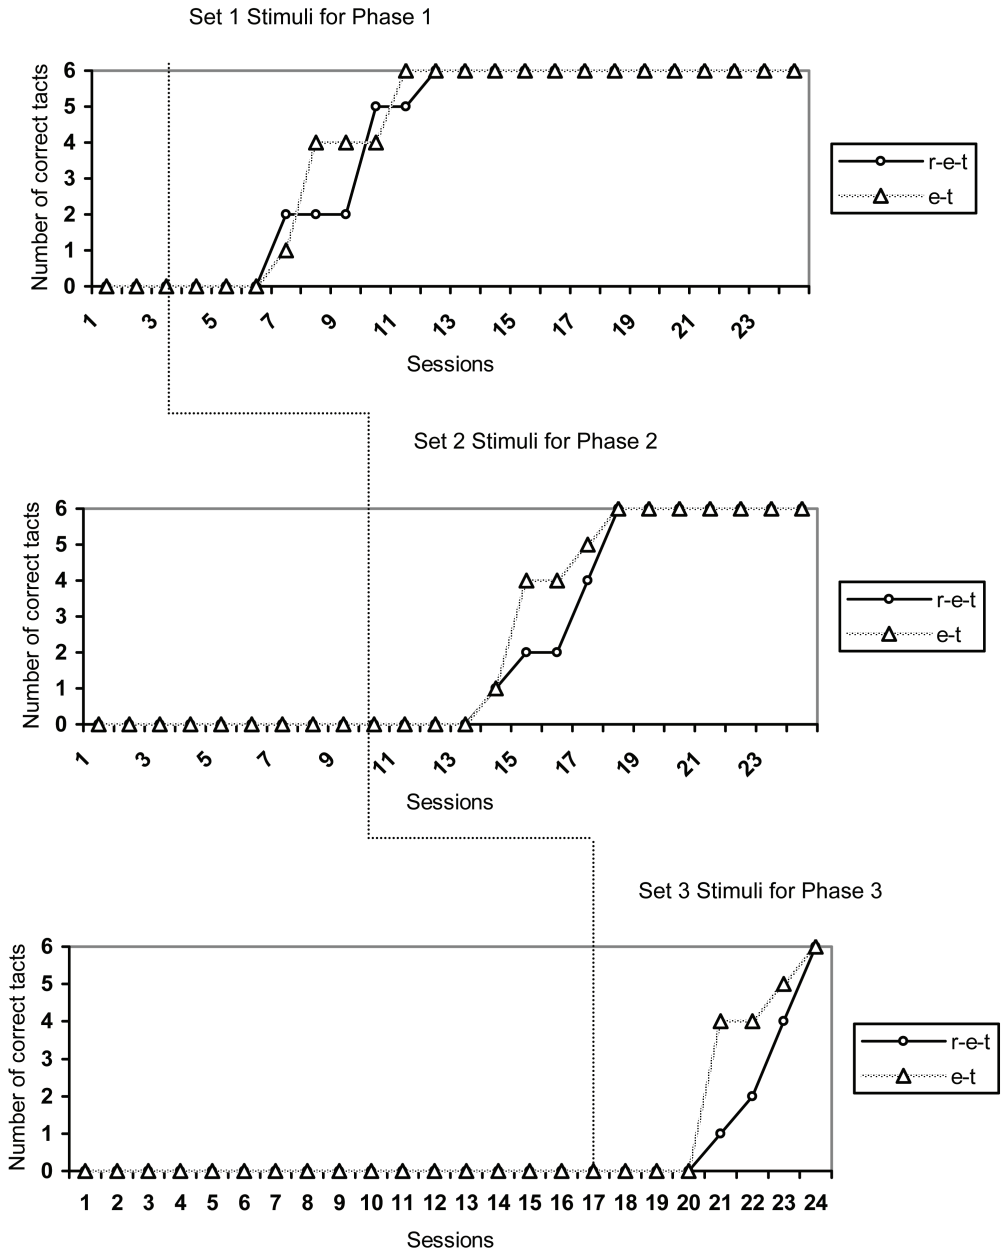 Set 1 Stimuli for Phase 1
Number of correct tacts
6
5
4
3
2
1
0
1 3 5 7 9 11 13 15 17 19 21 23
Sessions
r-e-t
e-t
Set 2 Stimuli for Phase 2
Number of correct tacts
6
5
4
3
2
1
0
1 3 5 7 9 11 13 15 17 19 21 23
Sessions
r-e-t
e-t
Set 3 Stimuli for Phase 3
Number of correct tacts
6
5
4
3
2
1
0
1 2 3 4 5 6 7 8 9 10 11 12 13 14 15 16 17 18 19 20 21 22 23 24
Sessions
r-e-t
e-t